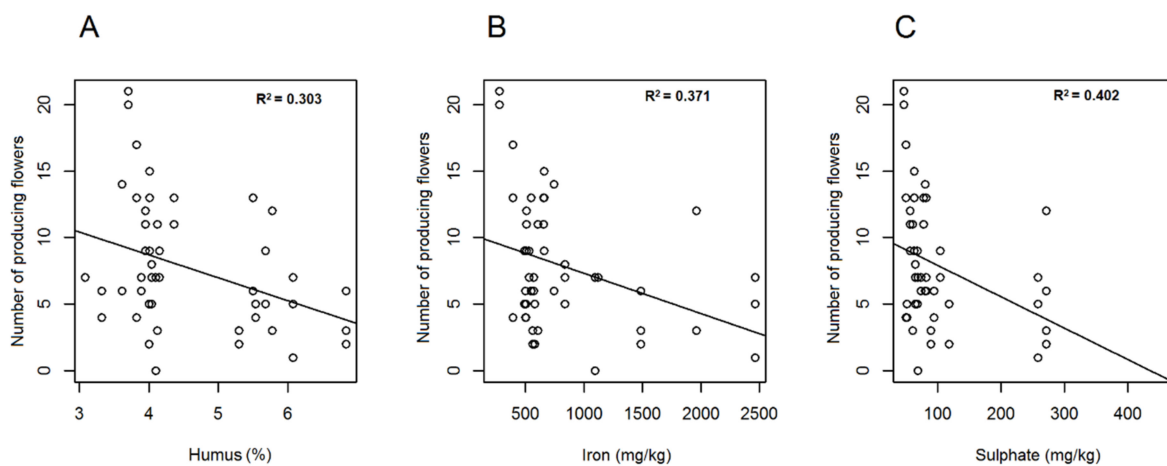 A
B
C
R² = 0.303
R² = 0.371
R² = 0.402
Number of producing flowers
20
15
10
5
0
3
4
5
6
Humus (%)
Number of producing flowers
20
15
10
5
0
500
1000
1500
2000
2500
Iron (mg/kg)
Number of producing flowers
20
15
10
5
0
100
200
300
400
Sulphate (mg/kg)